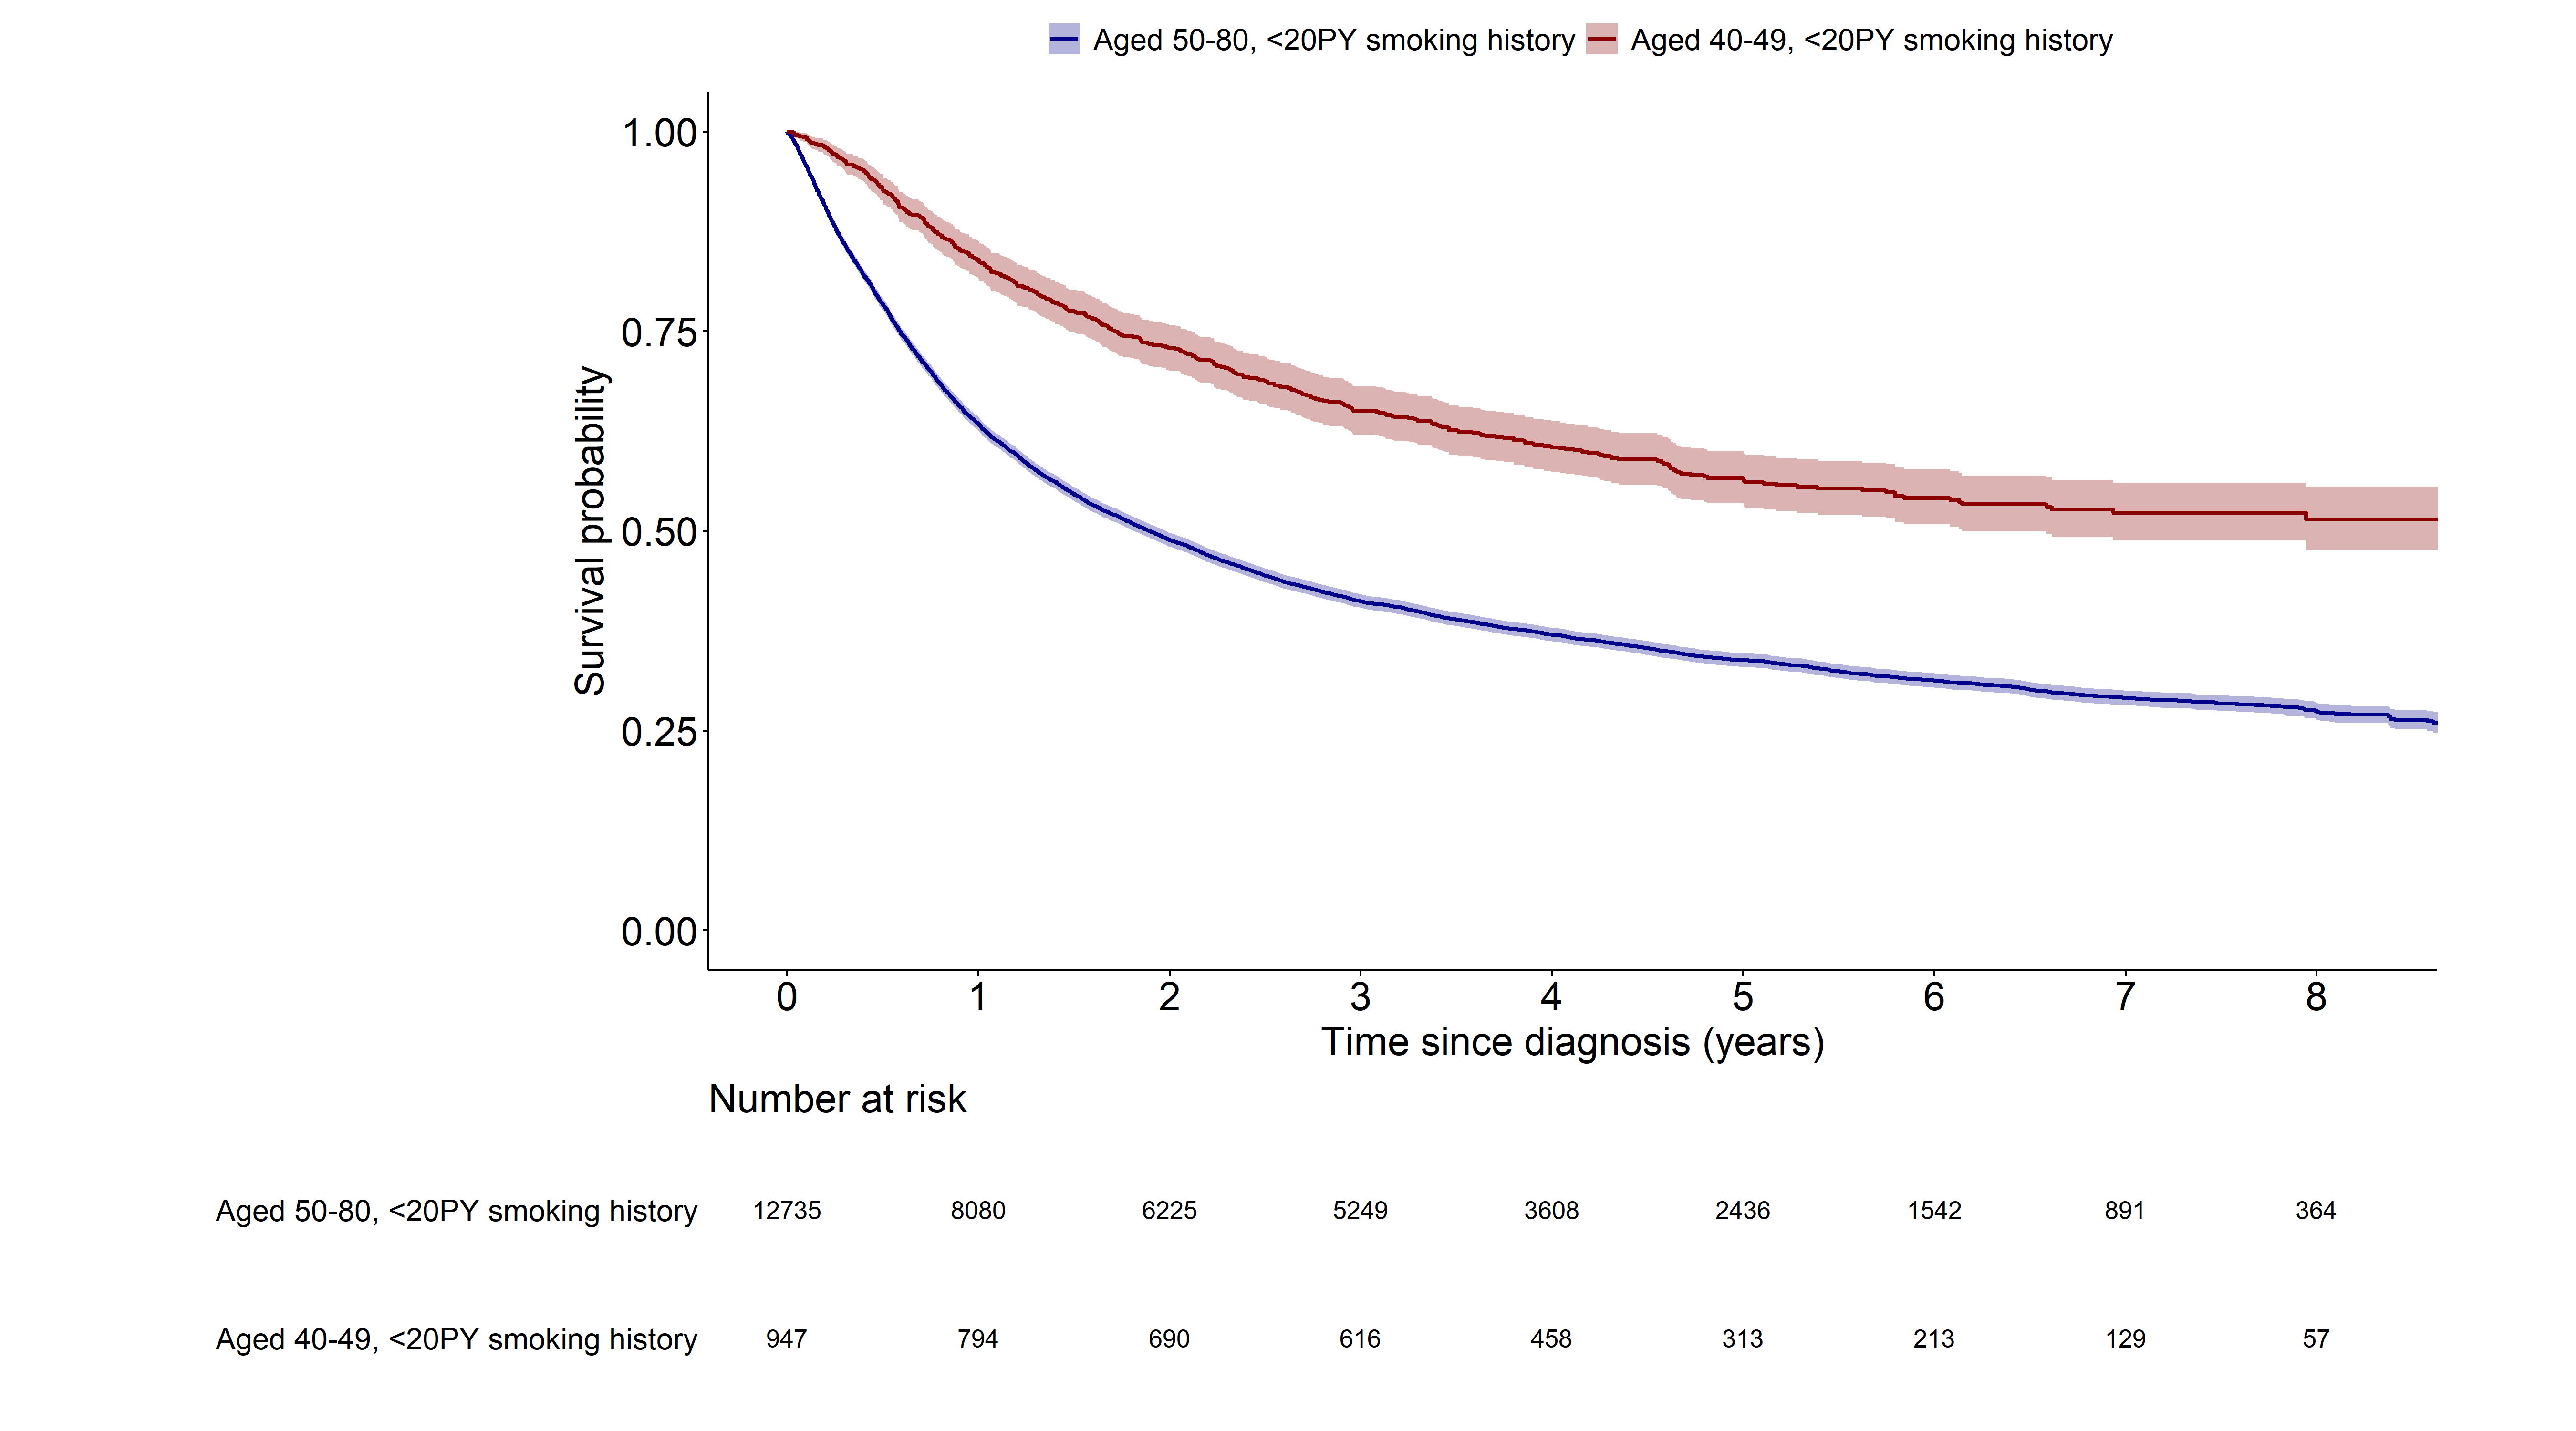 Aged 50-80, <20PY smoking history Aged 40-49, <20PY smoking history
1.00
0.75
0.50
0.25
0.00
Survival probability
0 1 2 3 4 5 6 7 8
Time since diagnosis (years)
Number at risk
Aged 50-80, <20PY smoking history 12735 8080 6225 5249 3608 2436 1542 891 364
Aged 40-49, <20PY smoking history 947 794 690 616 458 313 213 129 57